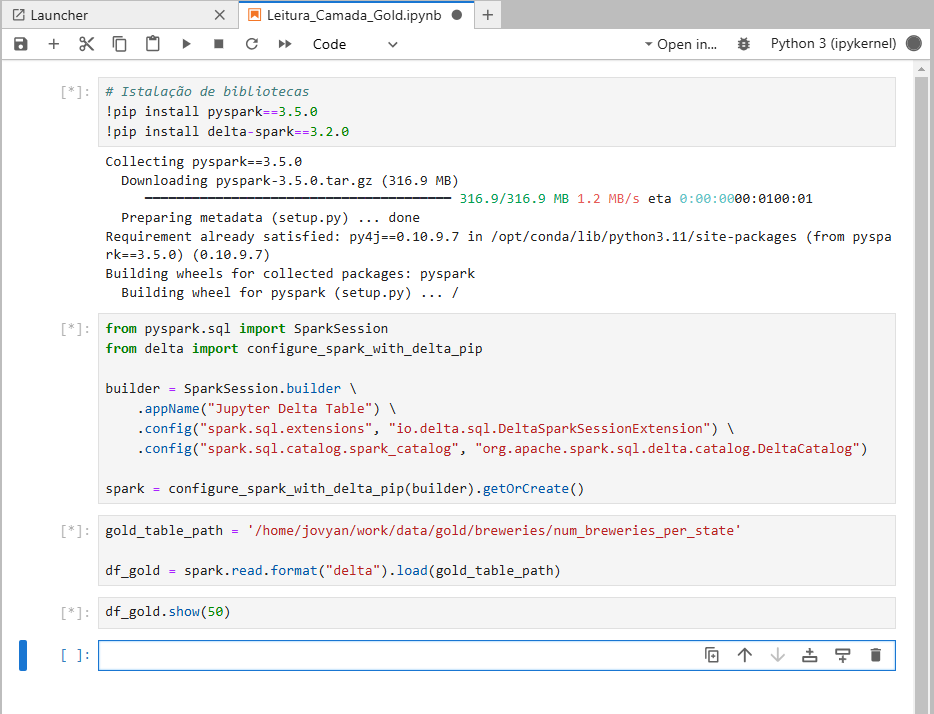 Launcher
Leitura_Camada_Gold.ipynb
Code
Open in...
Python 3 (ipykernel)
[*]:
# Istalação de bibliotecas
!pip install pyspark==3.5.0
!pip install delta-spark==3.2.0
Collecting pyspark==3.5.0
  Downloading pyspark-3.5.0.tar.gz (316.9 MB)
316.9/316.9 MB 1.2 MB/s eta 0:00:0000:0100:01
  Preparing metadata (setup.py) ... done
Requirement already satisfied: py4j==0.10.9.7 in /opt/conda/lib/python3.11/site-packages (from pyspa
rk==3.5.0) (0.10.9.7)
Building wheels for collected packages: pyspark
  Building wheel for pyspark (setup.py) ... /
[*]:
from pyspark.sql import SparkSession
from delta import configure_spark_with_delta_pip
builder = SparkSession.builder \
    .appName("Jupyter Delta Table") \
    .config("spark.sql.extensions", "io.delta.sql.DeltaSparkSessionExtension") \
    .config("spark.sql.catalog.spark_catalog", "org.apache.spark.sql.delta.catalog.DeltaCatalog")
spark = configure_spark_with_delta_pip(builder).getOrCreate()
[*]:
gold_table_path = '/home/jovyan/work/data/gold/breweries/num_breweries_per_state'
df_gold = spark.read.format("delta").load(gold_table_path)
[*]:
df_gold.show(50)
[ ]: